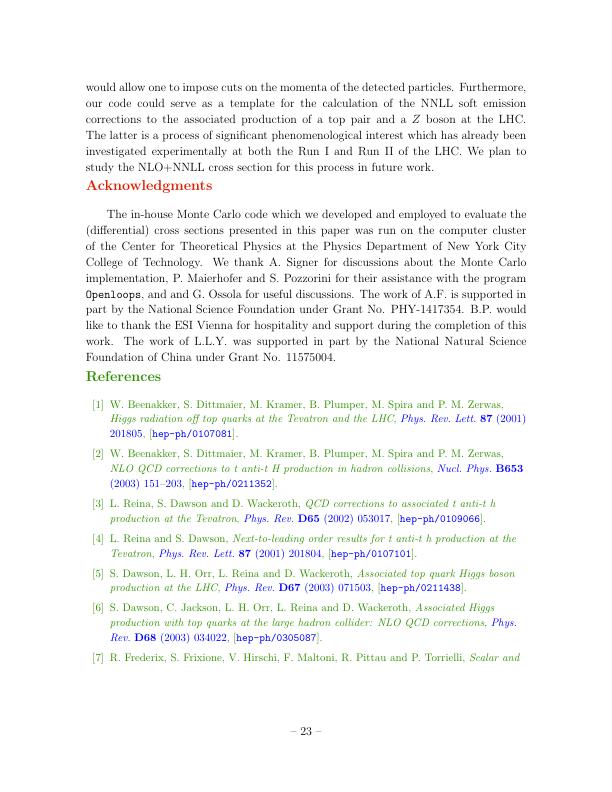 would allow one to impose cuts on the momenta of the detected particles. Furthermore,
our code could serve as a template for the calculation of the NNLL soft emission
corrections to the associated production of a top pair and a Z boson at the LHC.
The latter is a process of significant phenomenological interest which has already been
investigated experimentally at both the Run I and Run II of the LHC. We plan to
study the NLO+NNLL cross section for this process in future work.
Acknowledgments
The in-house Monte Carlo code which we developed and employed to evaluate the
(differential) cross sections presented in this paper was run on the computer cluster
of the Center for Theoretical Physics at the Physics Department of New York City
College of Technology. We thank A. Signer for discussions about the Monte Carlo
implementation, P. Maierhofer and S. Pozzorini for their assistance with the program
Openloops, and and G. Ossola for useful discussions. The work of A.F. is supported in
part by the National Science Foundation under Grant No. PHY-1417354. B.P. would
like to thank the ESI Vienna for hospitality and support during the completion of this
work. The work of L.L.Y. was supported in part by the National Natural Science
Foundation of China under Grant No. 11575004.
References
[1] W. Beenakker, S. Dittmaier, M. Kramer, B. Plumper, M. Spira and P. M. Zerwas,
Higgs radiation off top quarks at the Tevatron and the LHC, Phys. Rev. Lett. 87 (2001)
201805, [hep-ph/0107081].
[2] W. Beenakker, S. Dittmaier, M. Kramer, B. Plumper, M. Spira and P. M. Zerwas,
NLO QCD corrections to t anti-t H production in hadron collisions, Nucl. Phys. B653
(2003) 151–203, [hep-ph/0211352].
[3] L. Reina, S. Dawson and D. Wackeroth, QCD corrections to associated t anti-t h
production at the Tevatron, Phys. Rev. D65 (2002) 053017, [hep-ph/0109066].
[4] L. Reina and S. Dawson, Next-to-leading order results for t anti-t h production at the
Tevatron, Phys. Rev. Lett. 87 (2001) 201804, [hep-ph/0107101].
[5] S. Dawson, L. H. Orr, L. Reina and D. Wackeroth, Associated top quark Higgs boson
production at the LHC, Phys. Rev. D67 (2003) 071503, [hep-ph/0211438].
[6] S. Dawson, C. Jackson, L. H. Orr, L. Reina and D. Wackeroth, Associated Higgs
production with top quarks at the large hadron collider: NLO QCD corrections, Phys.
Rev. D68 (2003) 034022, [hep-ph/0305087].
[7] R. Frederix, S. Frixione, V. Hirschi, F. Maltoni, R. Pittau and P. Torrielli, Scalar and
– 23 –